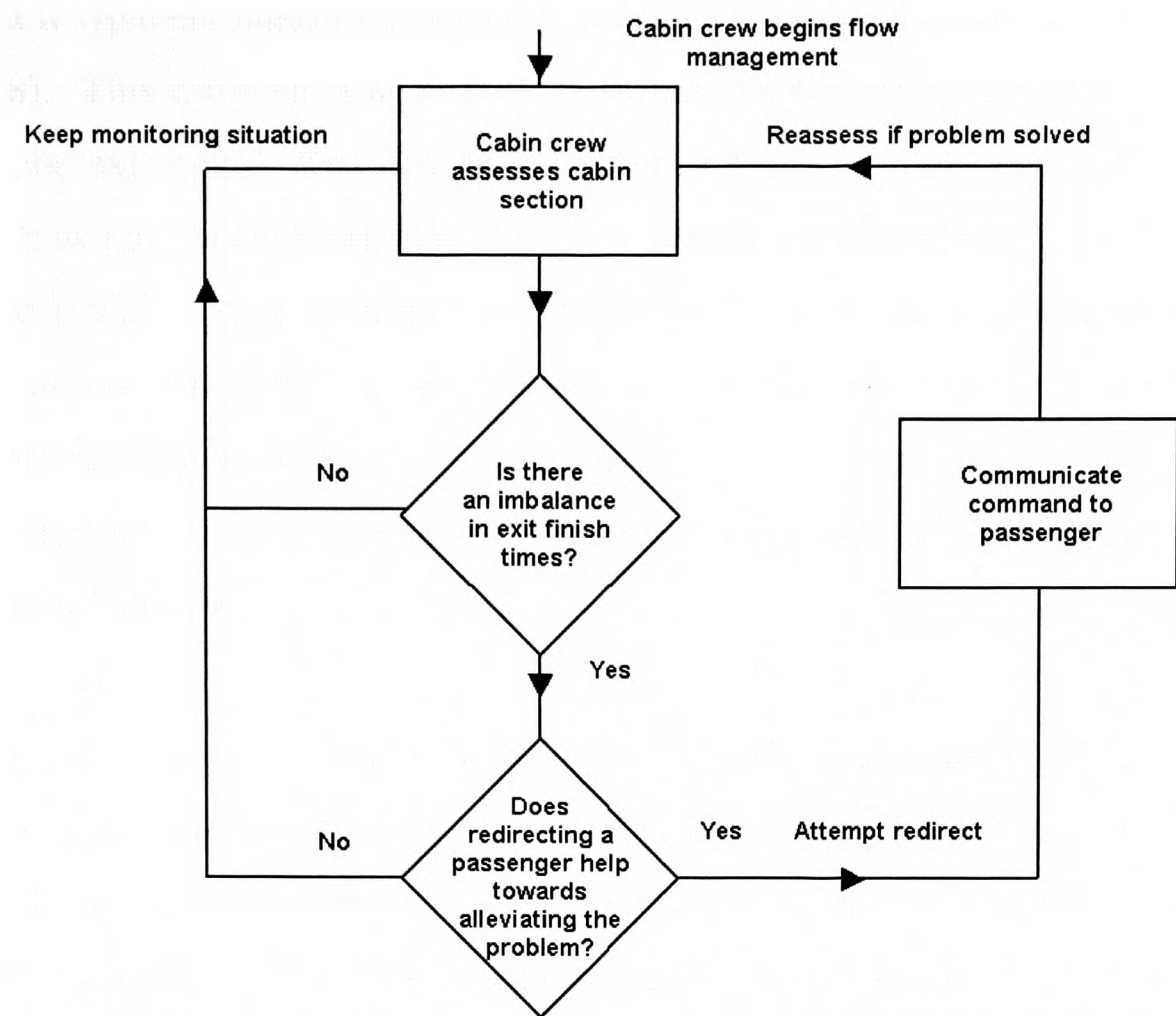 Cabin crew begins flow
management
Keep monitoring situation
Cabin crew
assesses cabin
section
Reassess if problem solved
No
Is there
an imbalance
in exit finish
times?
Communicate
command to
passenger
Yes
No
Does
redirecting a
passenger help
towards
alleviating the
problem?
Yes
Attempt redirect